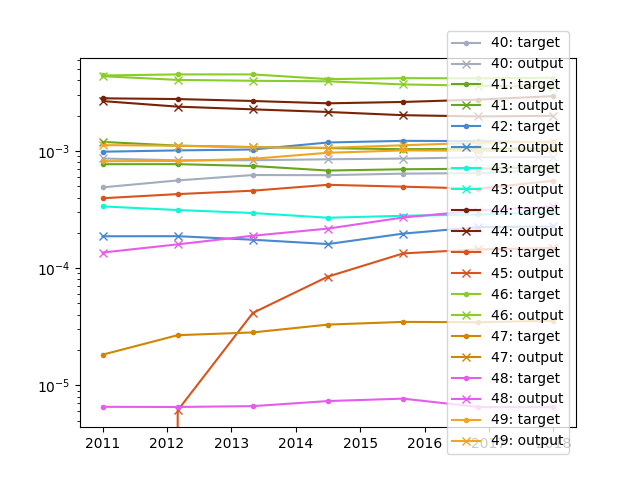 10⁻³
10⁻⁴
10⁻⁵
2011 2012 2013 2014 2015 2016 2017 2018
40: target
40: output
41: target
41: output
42: target
42: output
43: target
43: output
44: target
44: output
45: target
45: output
46: target
46: output
47: target
47: output
48: target
48: output
49: target
49: output